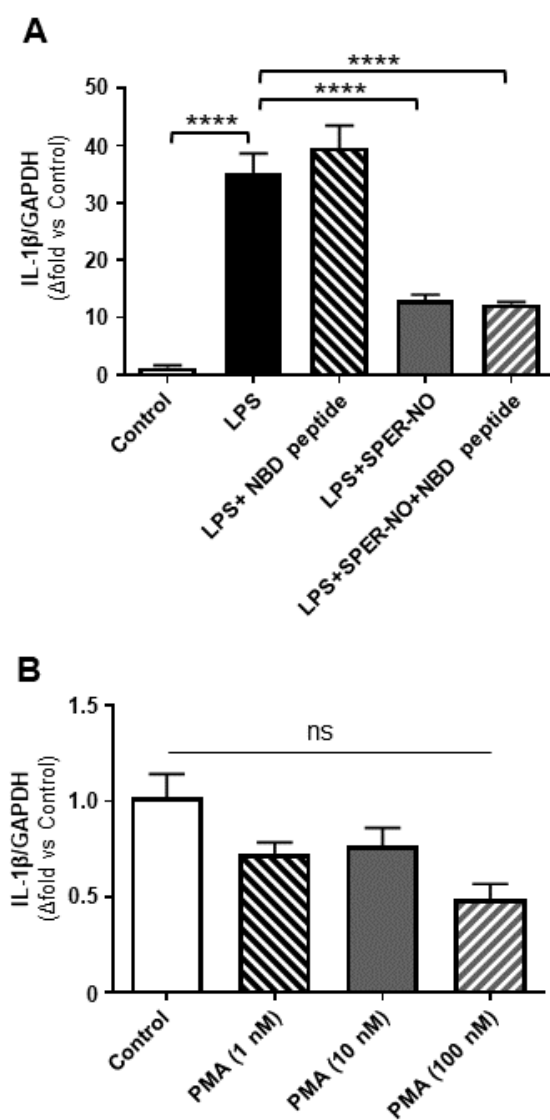 A
****
****
****
IL-1β/GAPDH
(Δfold vs Control)
50
40
30
20
10
0
Control
LPS
LPS+ NBD peptide
LPS+SPER-NO
LPS+SPER-NO+NBD peptide
B
ns
IL-1β/GAPDH
(Δfold vs Control)
1.5
1.0
0.5
0
Control
PMA (1 nM)
PMA (10 nM)
PMA (100 nM)